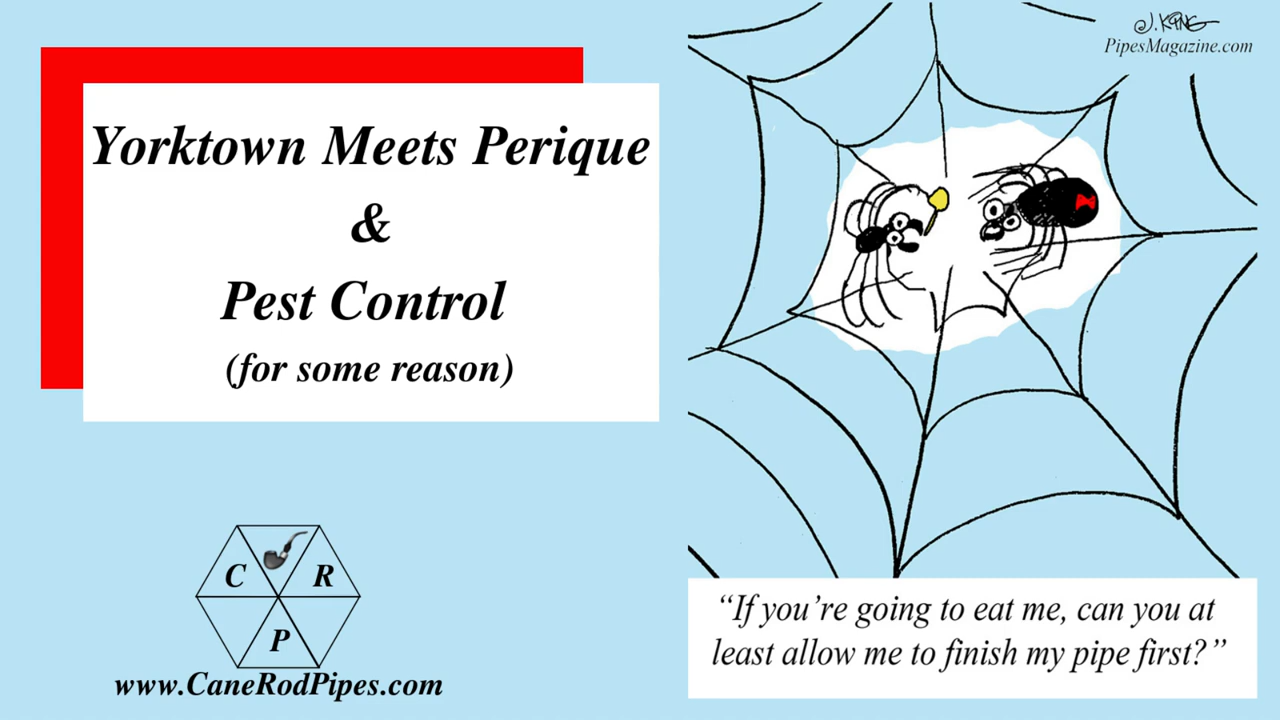 Yorktown Meets Perique
&
Pest Control
(for some reason)
C
R
P
www.CaneRodPipes.com
J. King
PipesMagazine.com
“If you’re going to eat me, can you at
least allow me to finish my pipe first?”